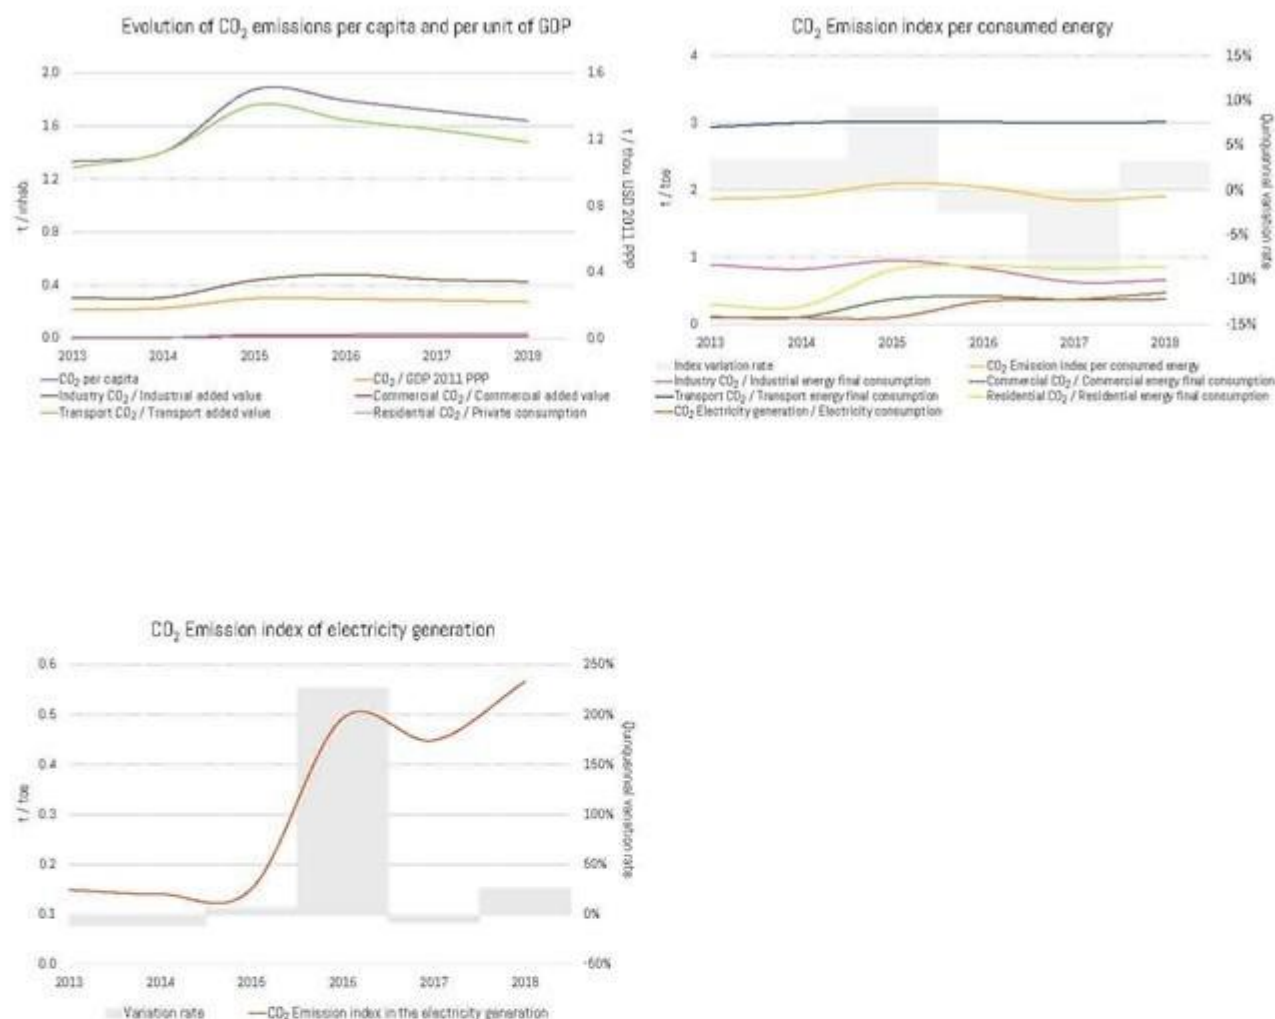 Evolution of CO₂ emissions per capita and per unit of GDP
2.0
1.6
1.2
0.8
0.4
0.0
t / inhab
1.6
1.2
0.8
0.4
0.0
t / thou. USD 2011 PPP
2013 2014 2015 2016 2017 2019
CO₂ per capita
CO₂ / GDP 2011 PPP
Industry CO₂ / Industrial added value
Commercial CO₂ / Commercial added value
Transport CO₂ / Transport added value
Residential CO₂ / Private consumption
CO₂ Emission index per consumed energy
4
3
2
1
0
t / toe
15%
10%
5%
0%
-5%
-10%
-15%
Quinquennial variation rate
2013 2014 2015 2016 2017 2018
Index variation rate
CO₂ Emission index per consumed energy
Industry CO₂ / Industrial energy final consumption
Commercial CO₂ / Commercial energy final consumption
Transport CO₂ / Transport energy final consumption
Residential CO₂ / Residential energy final consumption
CO₂ Electricity generation / Electricity consumption
CO₂ Emission index of electricity generation
0.6
0.5
0.4
0.3
0.2
0.1
0.0
t / toe
250%
200%
150%
100%
50%
0%
-50%
Quinquennial variation rate
2013 2014 2015 2016 2017 2018
Variation rate
CO₂ Emission index in the electricity generation